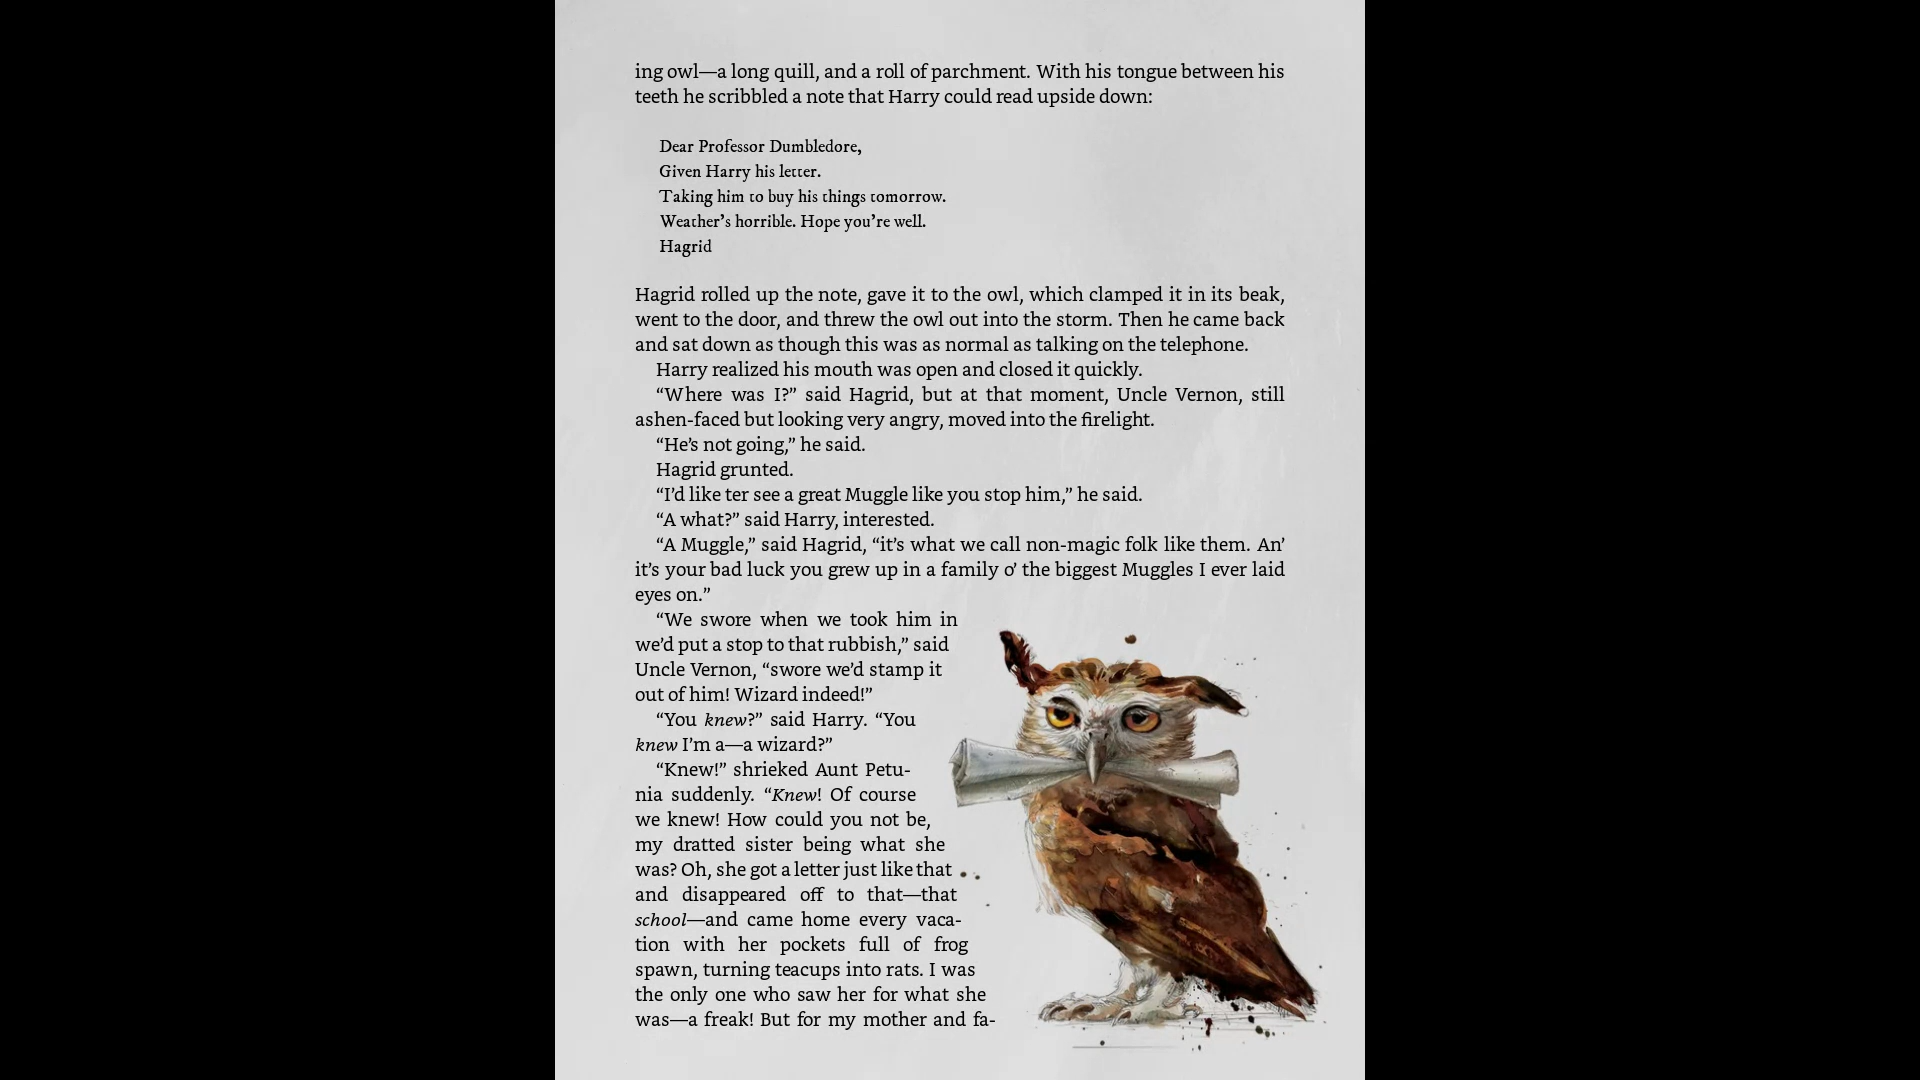 ing owl—a long quill, and a roll of parchment. With his tongue between his
teeth he scribbled a note that Harry could read upside down:
Dear Professor Dumbledore,
Given Harry his letter.
Taking him to buy his things tomorrow.
Weather’s horrible. Hope you’re well.
Hagrid
Hagrid rolled up the note, gave it to the owl, which clamped it in its beak,
went to the door, and threw the owl out into the storm. Then he came back
and sat down as though this was as normal as talking on the telephone.
Harry realized his mouth was open and closed it quickly.
“Where was I?” said Hagrid, but at that moment, Uncle Vernon, still
ashen-faced but looking very angry, moved into the firelight.
“He’s not going,” he said.
Hagrid grunted.
“I’d like ter see a great Muggle like you stop him,” he said.
“A what?” said Harry, interested.
“A Muggle,” said Hagrid, “it’s what we call non-magic folk like them. An’
it’s your bad luck you grew up in a family o’ the biggest Muggles I ever laid
eyes on.”
“We swore when we took him in
we’d put a stop to that rubbish,” said
Uncle Vernon, “swore we’d stamp it
out of him! Wizard indeed!”
“You knew?” said Harry. “You
knew I’m a—a wizard?”
“Knew!” shrieked Aunt Petu-
nia suddenly. “Knew! Of course
we knew! How could you not be,
my dratted sister being what she
was? Oh, she got a letter just like that
and disappeared off to that—that
school—and came home every vaca-
tion with her pockets full of frog
spawn, turning teacups into rats. I was
the only one who saw her for what she
was—a freak! But for my mother and fa-